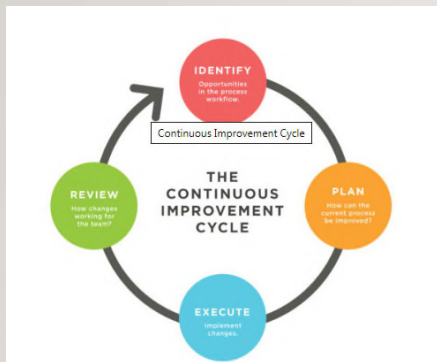 IDENTIFY
Opportunities
in the process
workflow.
Continuous Improvement Cycle
THE
CONTINUOUS
IMPROVEMENT
CYCLE
PLAN
How can the
current process
be improved?
EXECUTE
Implement
changes.
REVIEW
How changes
working for
the team?